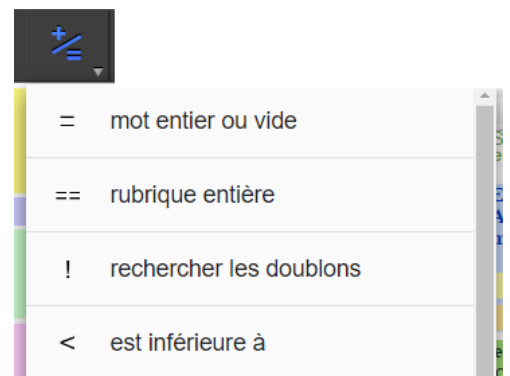 = mot entier ou vide
== rubrique entière
! rechercher les doublons
< est inférieure à